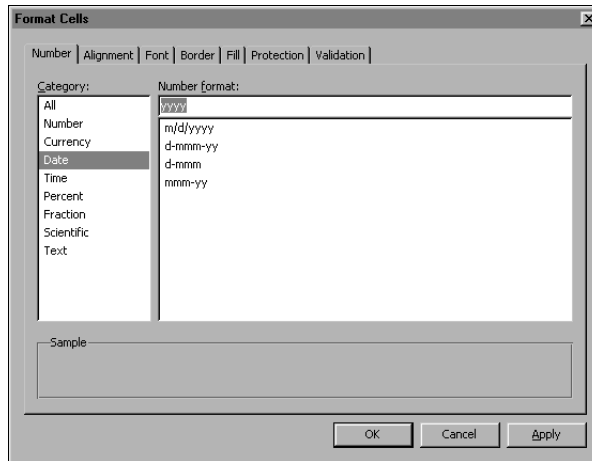 Format Cells
Number Alignment Font Border Fill Protection Validation
Category:
All
Number
Currency
Date
Time
Percent
Fraction
Scientific
Text
Number format:
yyyy
m/d/yyyy
d-mmm-yy
d-mmm
mmm-yy
Sample
OK Cancel Apply